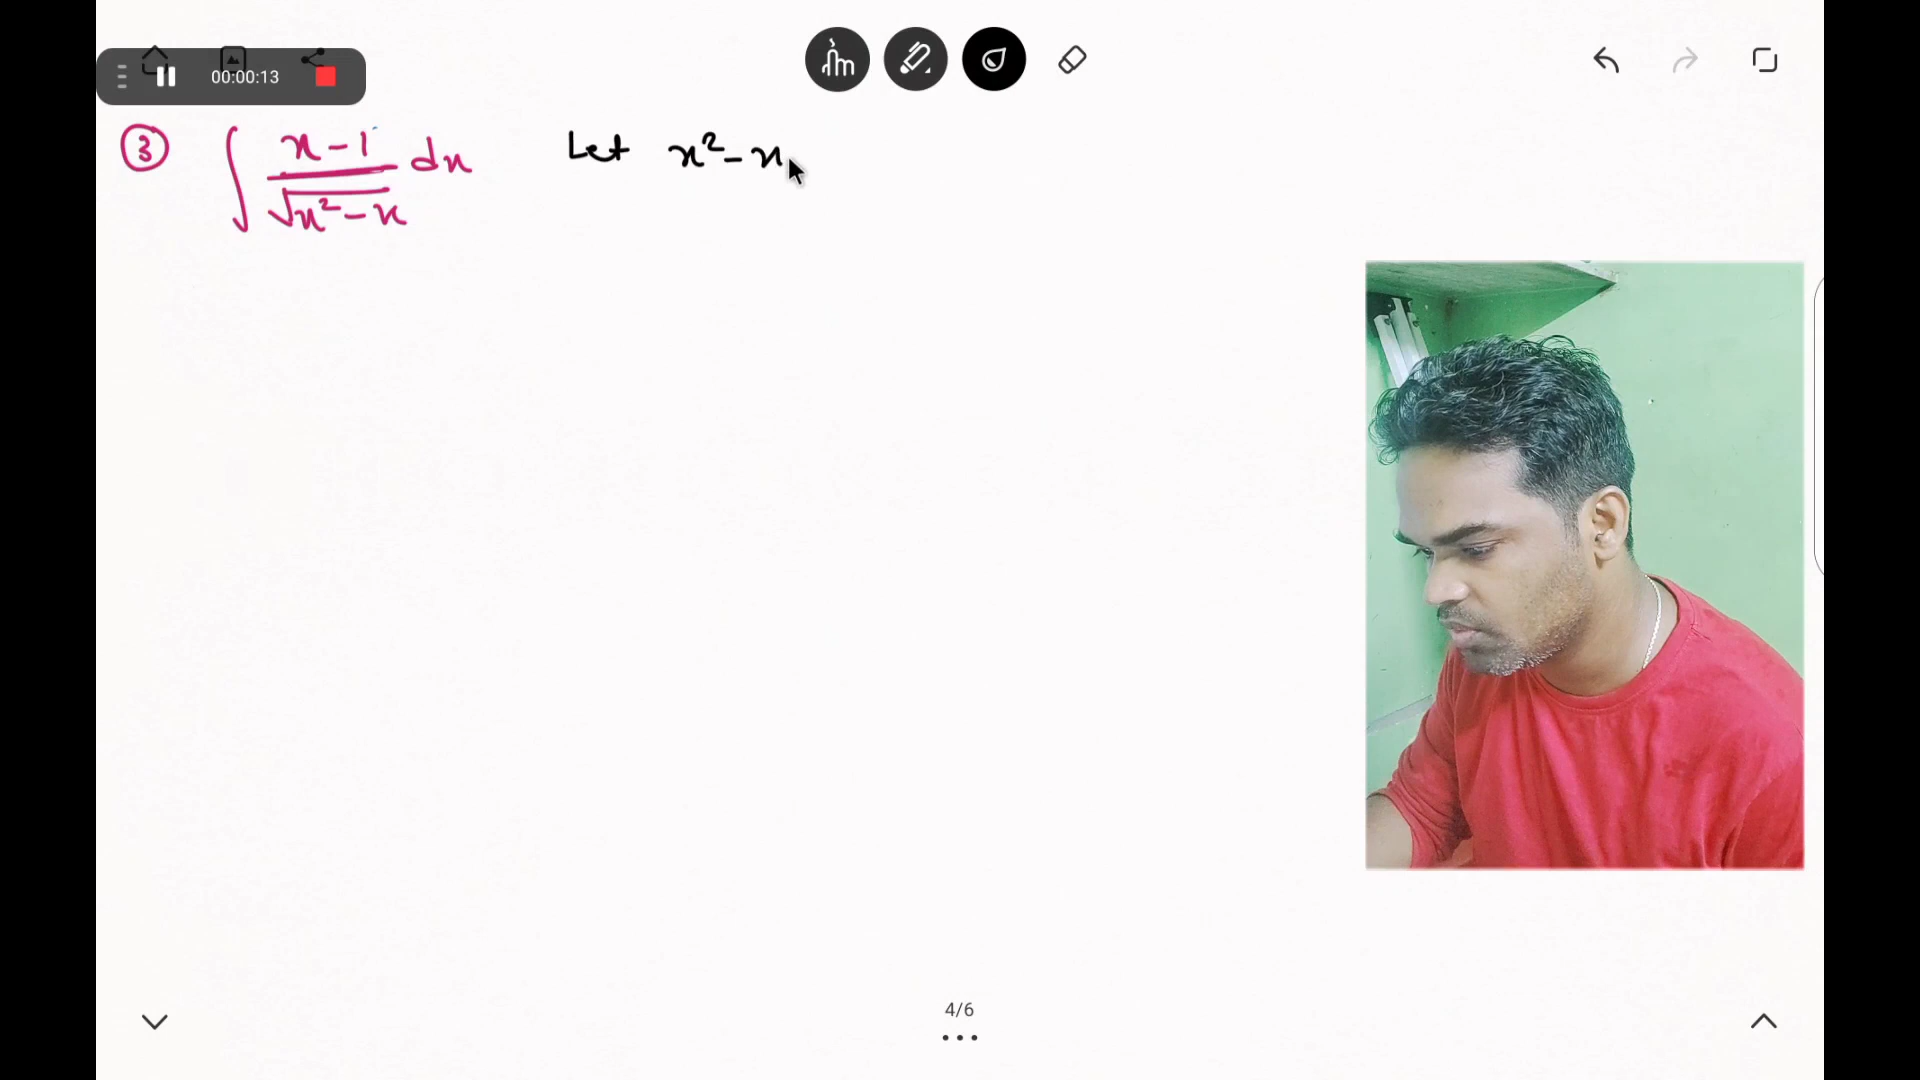 00:00:13
③ ∫ x-1 / √x²-x dx Let x²-x
4/6